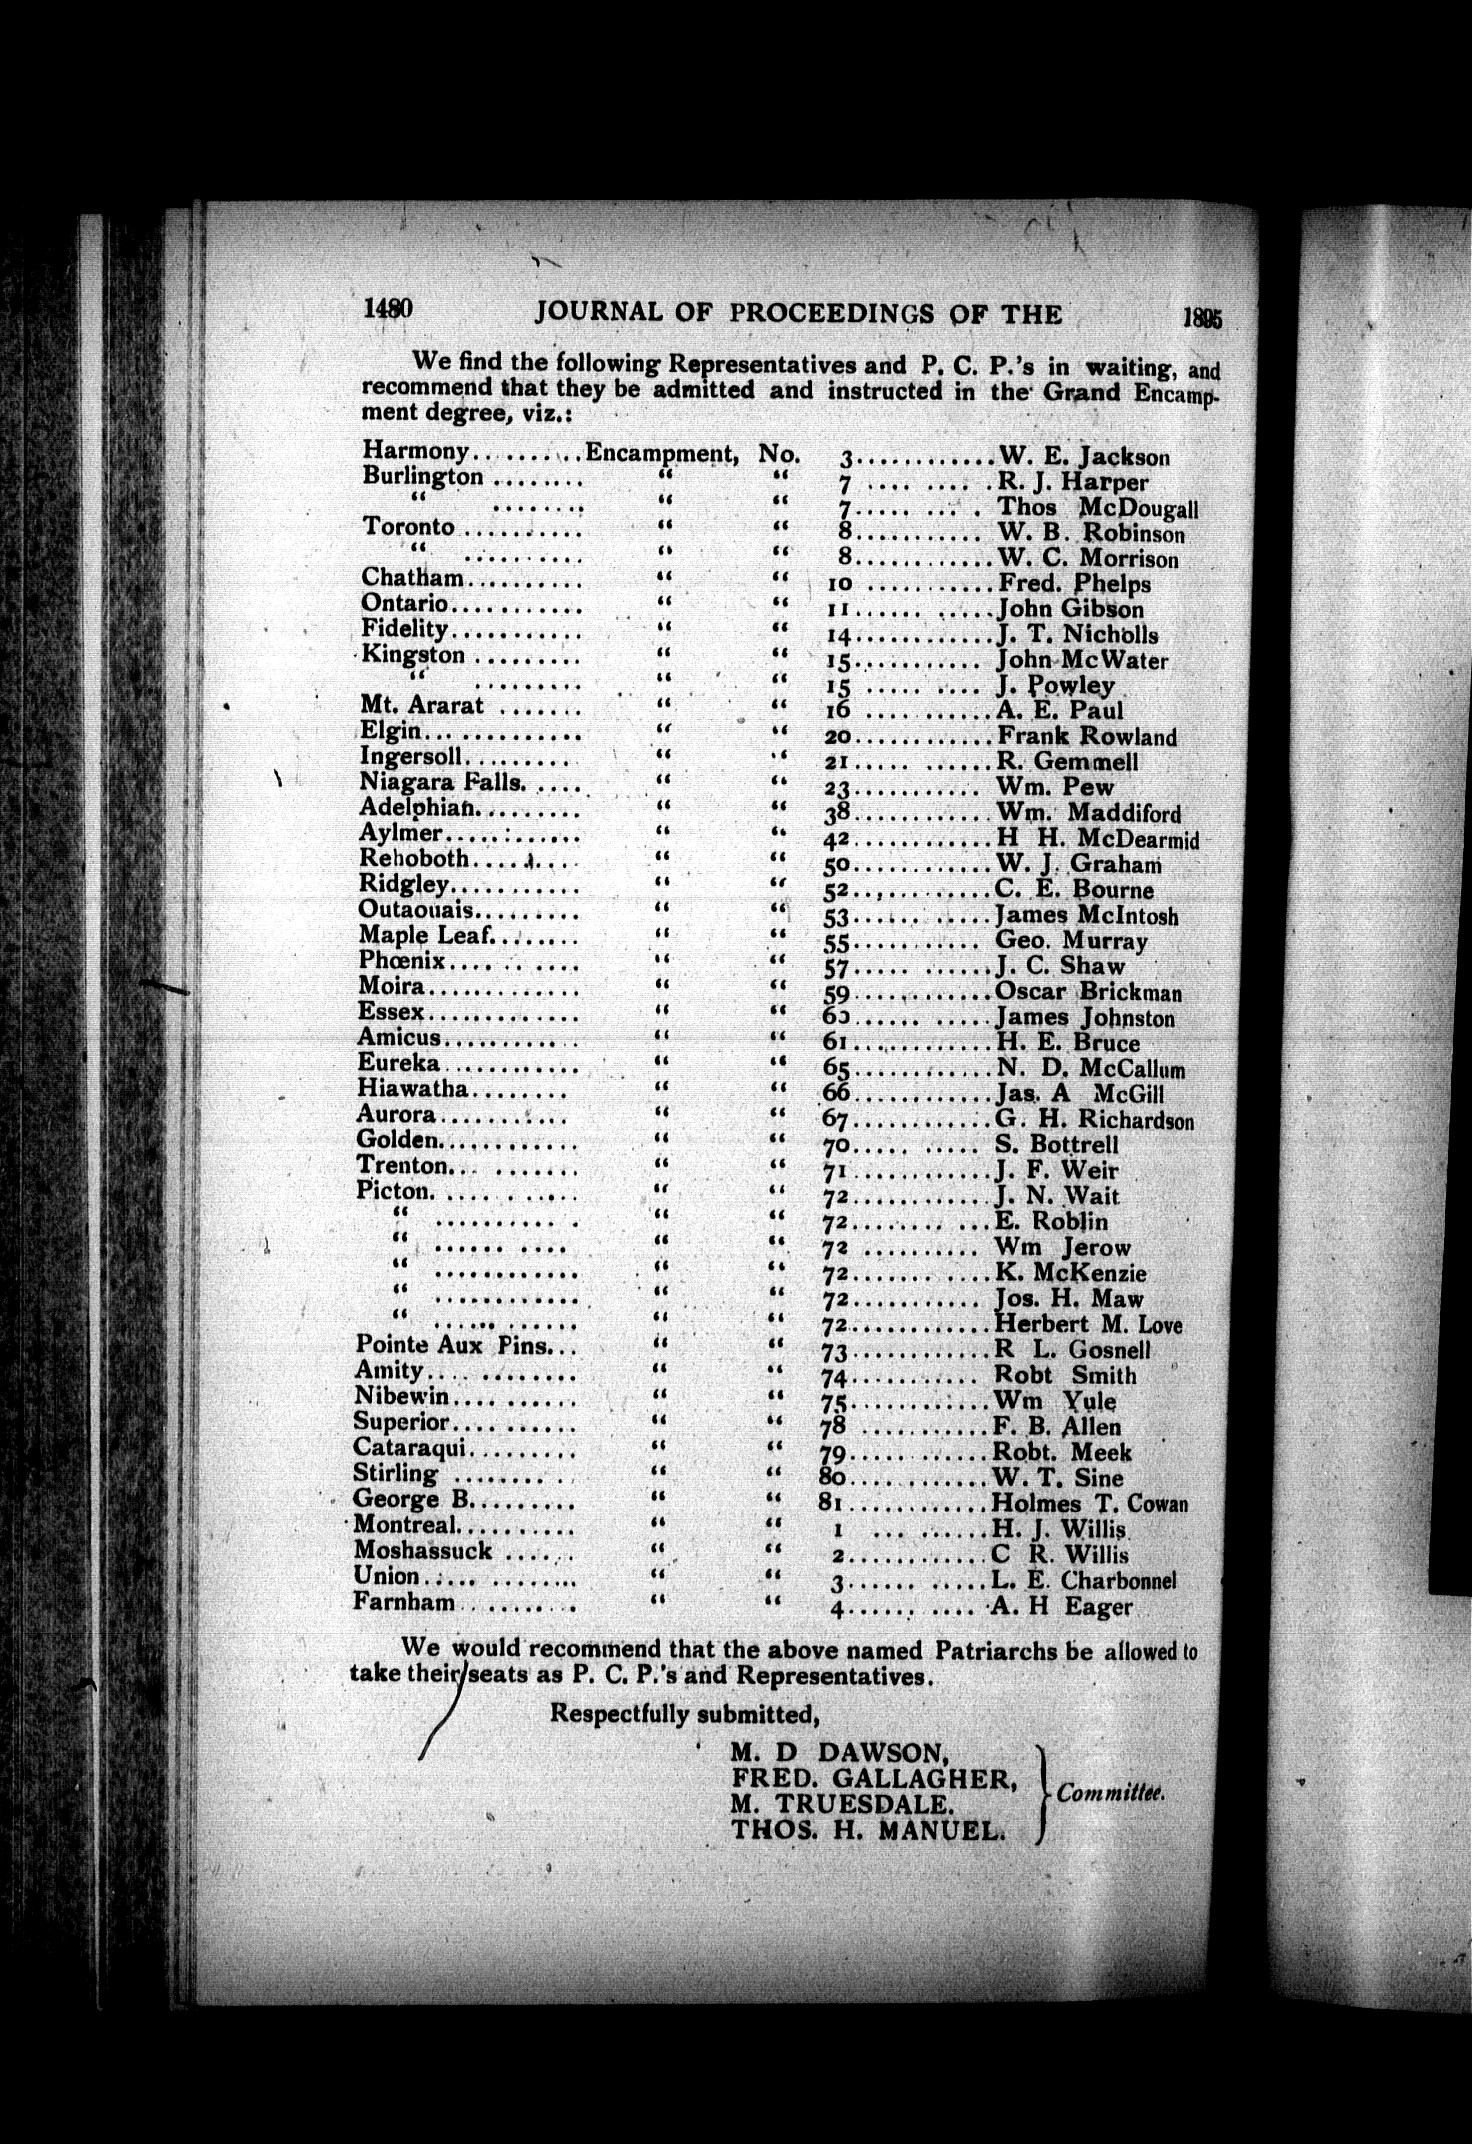 1480 JOURNAL OF PROCEEDINGS OF THE 1895
We find the following Representatives and P. C. P.'s in waiting, and
recommend that they be admitted and instructed in the Grand Encamp-
ment degree, viz.:
Harmony.........Encampment, No. 3............W. E. Jackson
Burlington ........ “ “ 7 .... ..... .R. J. Harper
“ ........ “ “ 7..... ... . Thos McDougall
Toronto ........... “ “ 8........... W. B. Robinson
“ .......... “ “ 8............W. C. Morrison
Chatham.......... “ “ 10 ...........Fred. Phelps
Ontario........... “ “ 11...... .....John Gibson
Fidelity........... “ “ 14............J. T. Nicholls
Kingston ......... “ “ 15........... John McWater
“ ......... “ “ 15 ..... .... J. Powley
Mt. Ararat ....... “ “ 16 ...........A. E. Paul
Elgin... ......... “ “ 20............Frank Rowland
Ingersoll......... “ “ 21..... ......R. Gemmell
Niagara Falls. .... “ “ 23........... Wm. Pew
Adelphian......... “ “ 38............ Wm. Maddiford
Aylmer............ “ “ 42............H H. McDearmid
Rehoboth......... “ “ 50............W. J. Graham
Ridgley........... “ “ 52............C. E. Bourne
Outaouais......... “ “ 53...... .....James McIntosh
Maple Leaf........ “ “ 55........... Geo. Murray
Phœnix.... .. .... “ “ 57..... ......J. C. Shaw
Moira............. “ “ 59............Oscar Brickman
Essex............. “ “ 60...... .....James Johnston
Amicus........... “ “ 61............H. E. Bruce
Eureka ........... “ “ 65............N. D. McCallum
Hiawatha........ “ “ 66............Jas. A McGill
Aurora........... “ “ 67............G. H. Richardson
Golden............ “ “ 70..... ..... S. Bottrell
Trenton... ....... “ “ 71............J. F. Weir
Picton. .... ...... “ “ 72............J. N. Wait
“ .......... . “ “ 72........ ...E. Roblin
“ ...... .... “ “ 72 .......... Wm Jerow
“ ............ “ “ 72....... ....K. McKenzie
“ ............ “ “ 72........... Jos. H. Maw
“ ...... ...... “ “ 72............Herbert M. Love
Pointe Aux Pins... “ “ 73............R L. Gosnell
Amity.... ........ “ “ 74........... Robt Smith
Nibewin.... ...... “ “ 75............Wm Yule
Superior.... ...... “ “ 78 ...........F. B. Allen
Cataraqui......... “ “ 79............Robt. Meek
Stirling ........ . “ “ 80............W. T. Sine
George B......... “ “ 81............Holmes T. Cowan
Montreal.......... “ “ 1 ... ......H. J. Willis
Moshassuck ...... “ “ 2............C R. Willis
Union..... ........ “ “ 3...... .....L. E. Charbonnel
Farnham.. ........ “ “ 4...... .... A. H Eager
We would recommend that the above named Patriarchs be allowed to
take their seats as P. C. P.'s and Representatives.
Respectfully submitted,
M. D DAWSON,
FRED. GALLAGHER,
M. TRUESDALE.
THOS. H. MANUEL.
Committee.